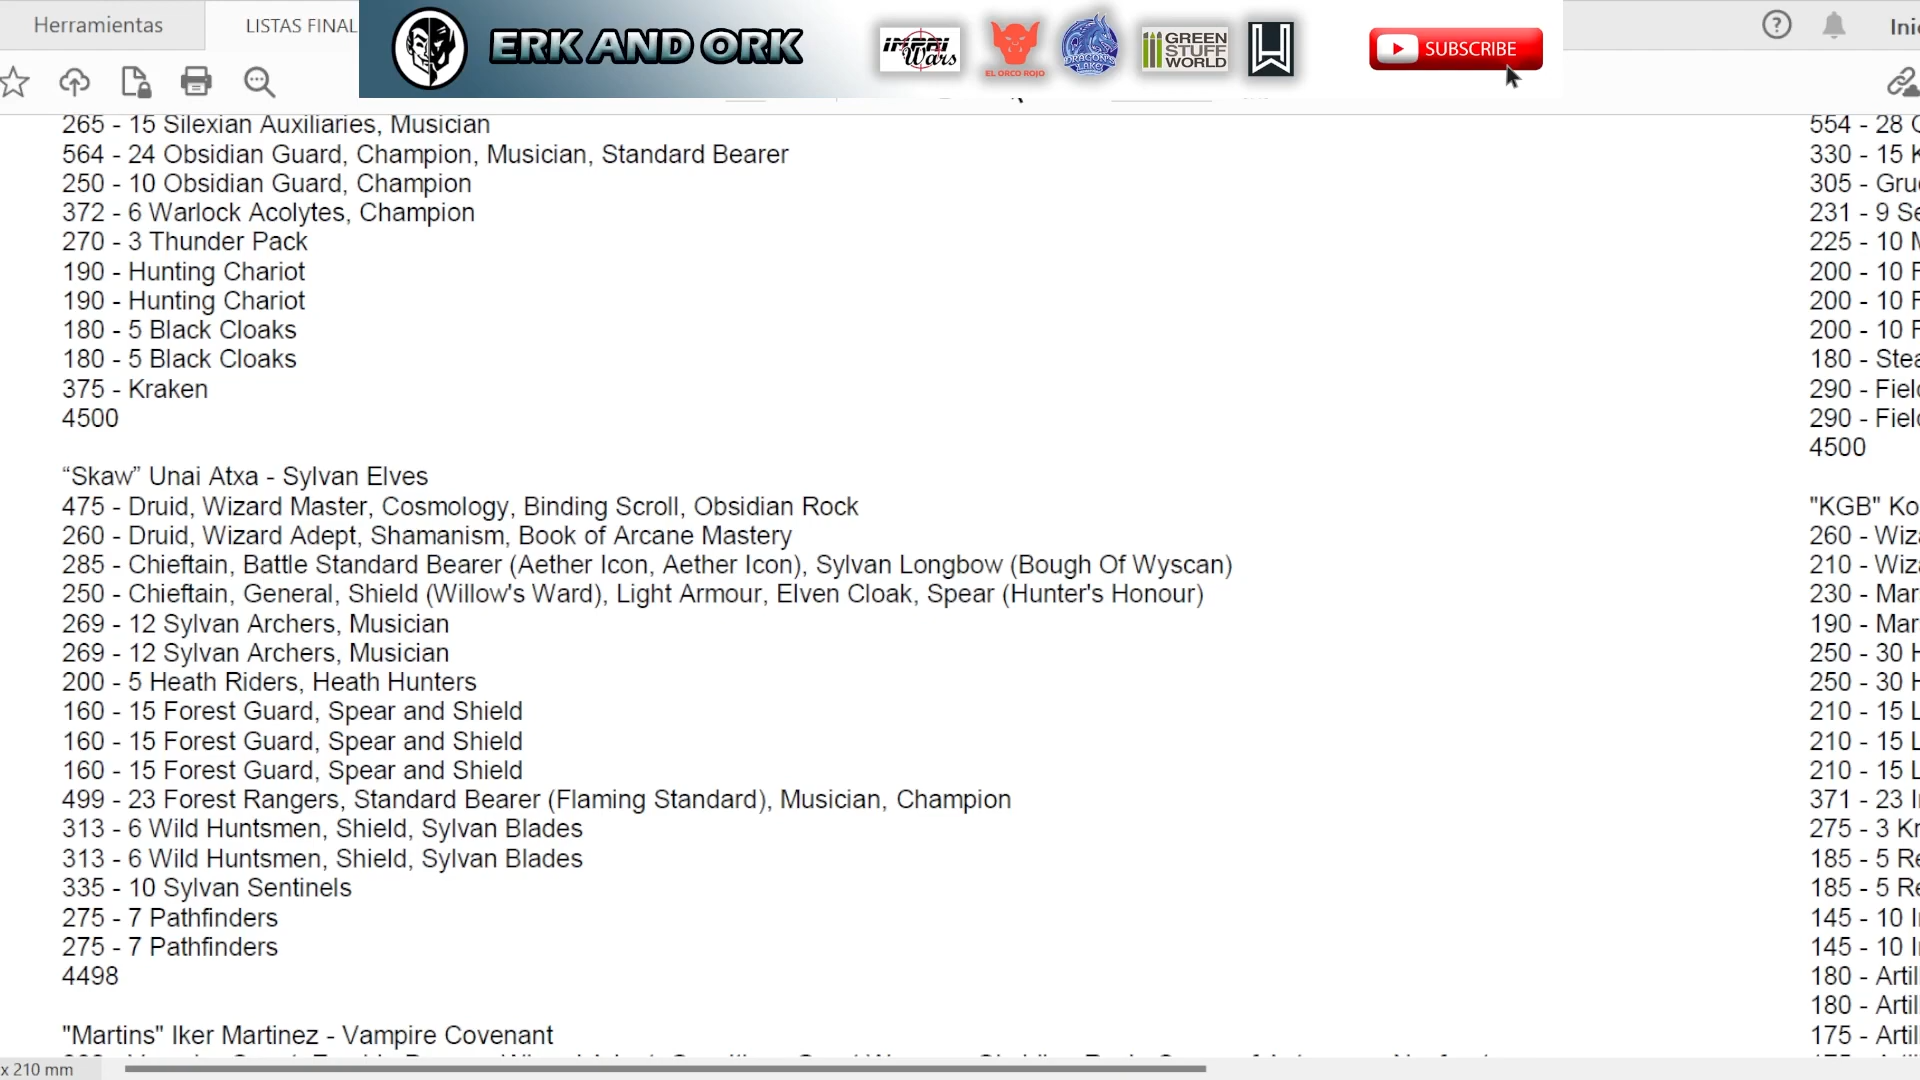 Herramientas
LISTAS FINAL
ERK AND ORK
IMPRI Wars
EL ORCO ROJO
DRAGON'S LAKE
GREEN STUFF WORLD
SUBSCRIBE
265 - 15 Silexian Auxiliaries, Musician
564 - 24 Obsidian Guard, Champion, Musician, Standard Bearer
250 - 10 Obsidian Guard, Champion
372 - 6 Warlock Acolytes, Champion
270 - 3 Thunder Pack
190 - Hunting Chariot
190 - Hunting Chariot
180 - 5 Black Cloaks
180 - 5 Black Cloaks
375 - Kraken
4500
“Skaw” Unai Atxa - Sylvan Elves
475 - Druid, Wizard Master, Cosmology, Binding Scroll, Obsidian Rock
260 - Druid, Wizard Adept, Shamanism, Book of Arcane Mastery
285 - Chieftain, Battle Standard Bearer (Aether Icon, Aether Icon), Sylvan Longbow (Bough Of Wyscan)
250 - Chieftain, General, Shield (Willow's Ward), Light Armour, Elven Cloak, Spear (Hunter's Honour)
269 - 12 Sylvan Archers, Musician
269 - 12 Sylvan Archers, Musician
200 - 5 Heath Riders, Heath Hunters
160 - 15 Forest Guard, Spear and Shield
160 - 15 Forest Guard, Spear and Shield
160 - 15 Forest Guard, Spear and Shield
499 - 23 Forest Rangers, Standard Bearer (Flaming Standard), Musician, Champion
313 - 6 Wild Huntsmen, Shield, Sylvan Blades
313 - 6 Wild Huntsmen, Shield, Sylvan Blades
335 - 10 Sylvan Sentinels
275 - 7 Pathfinders
275 - 7 Pathfinders
4498
"Martins" Iker Martinez - Vampire Covenant
x 210 mm
554 - 28
330 - 15
305 -
231 - 9
225 - 10
200 - 10
200 - 10
200 - 10
180 -
290 -
290 -
4500
"KGB"
260 -
210 -
230 -
190 -
250 - 30
250 - 30
210 - 15
210 - 15
210 - 15
371 - 23
275 - 3
185 - 5
185 - 5
145 - 10
145 - 10
180 -
180 -
175 -